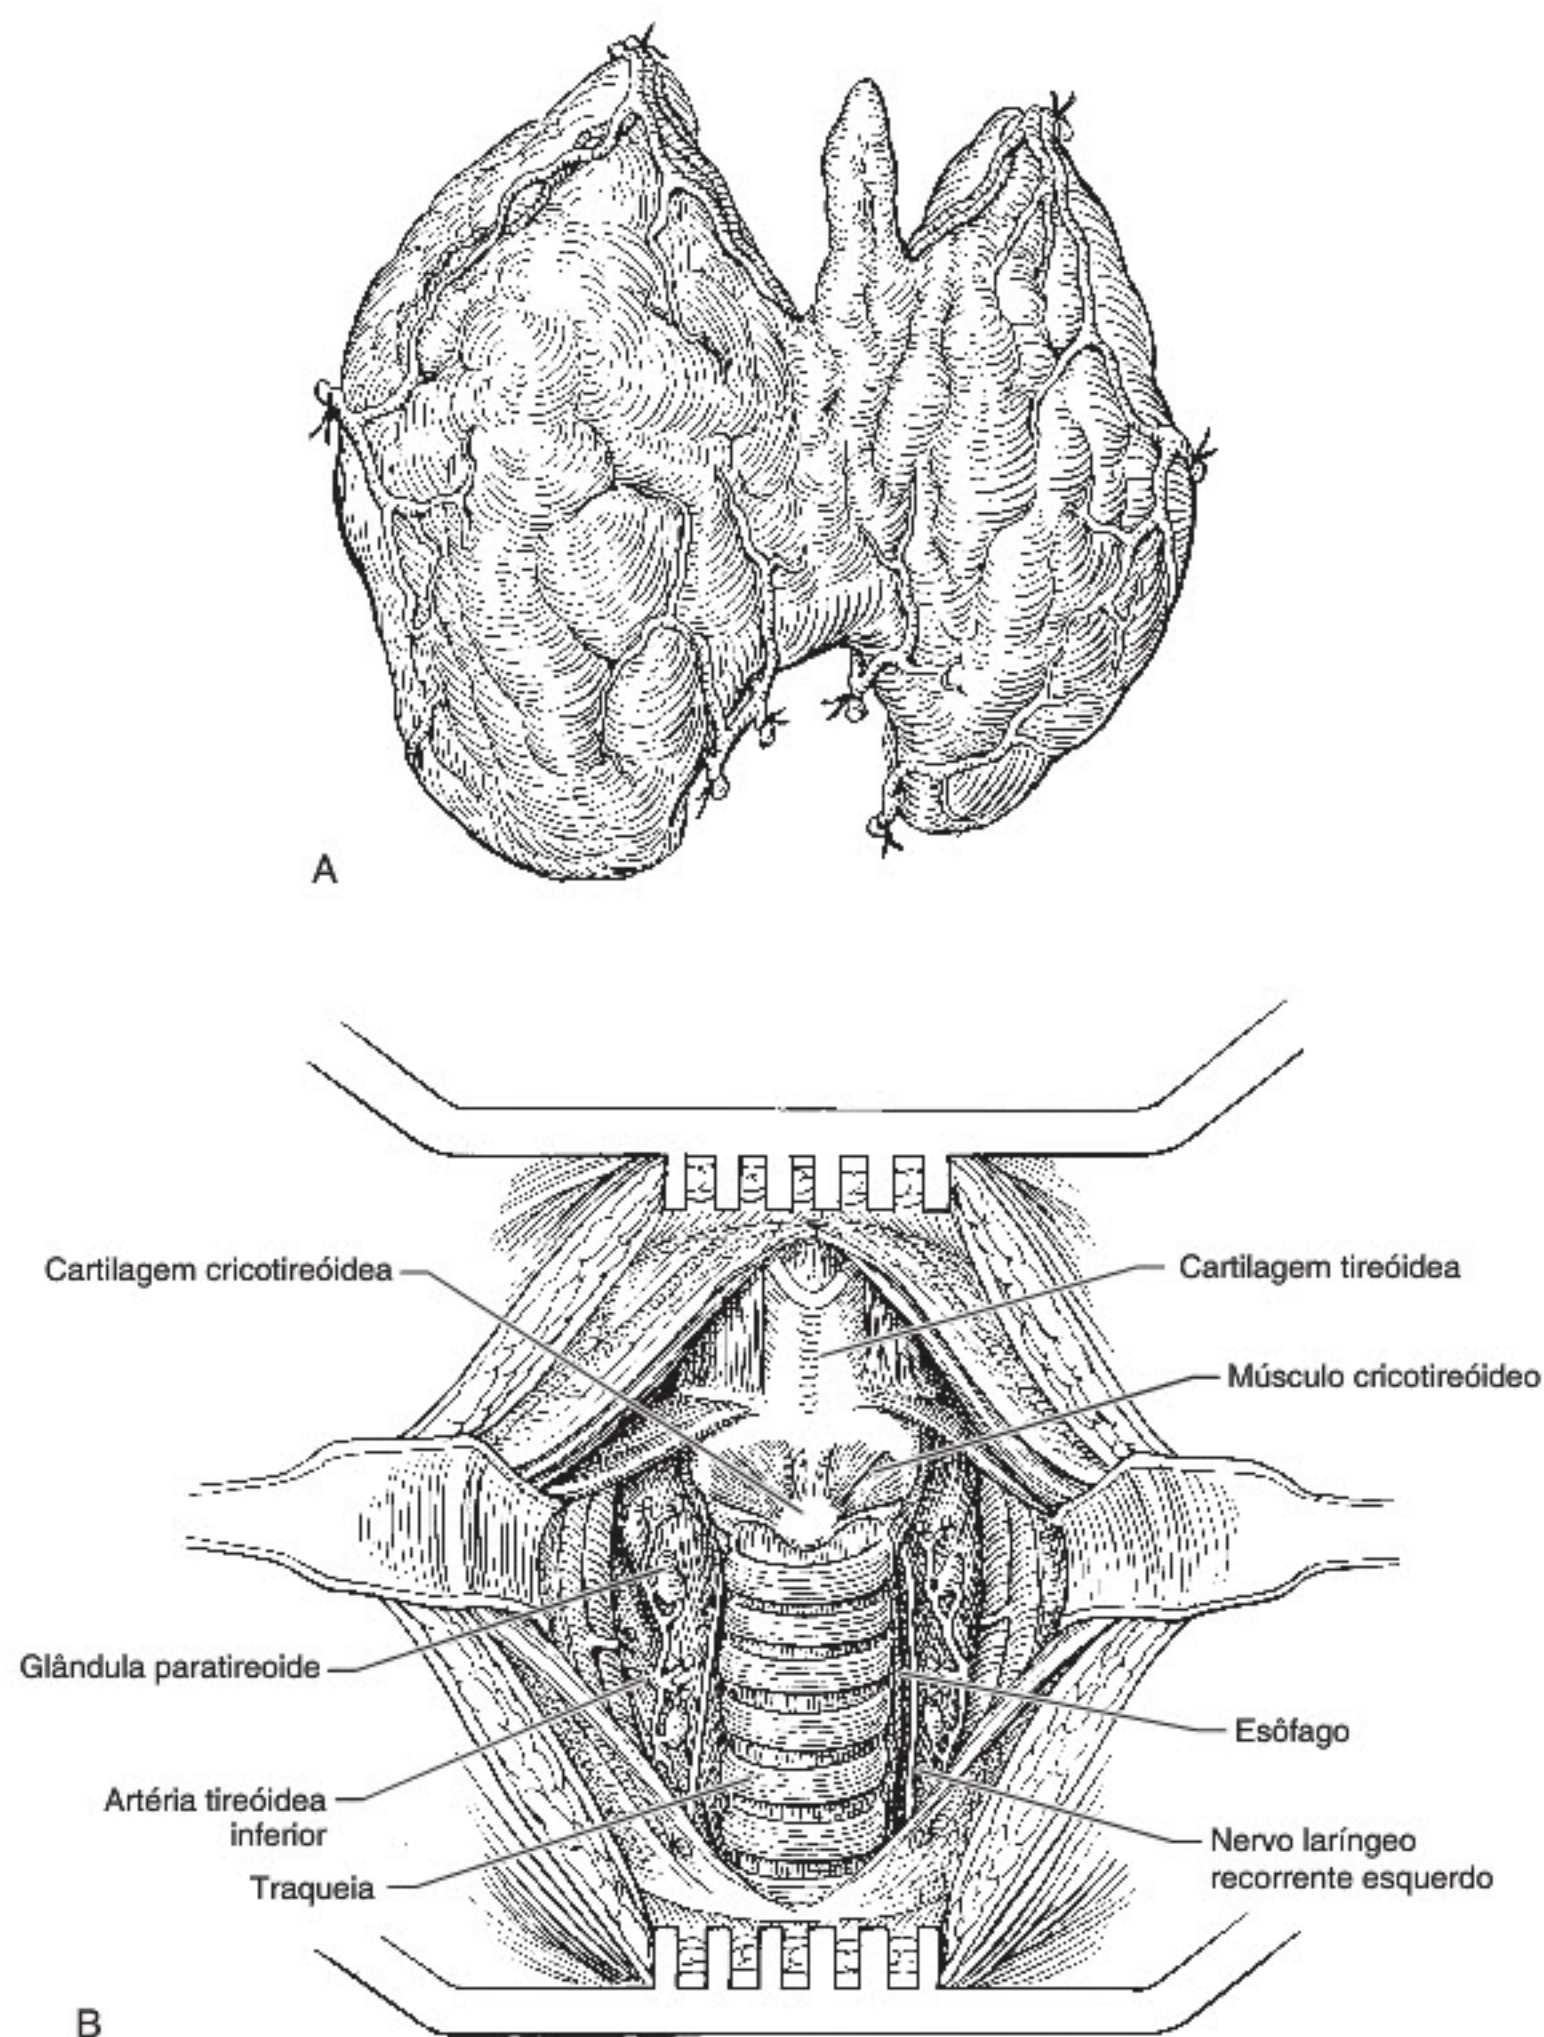 A
Cartilagem cricotireóidea
Cartilagem tireóidea
Músculo cricotireóideo
Glândula paratireoide
Esôfago
Artéria tireóidea
inferior
Nervo laríngeo
recorrente esquerdo
Traqueia
B